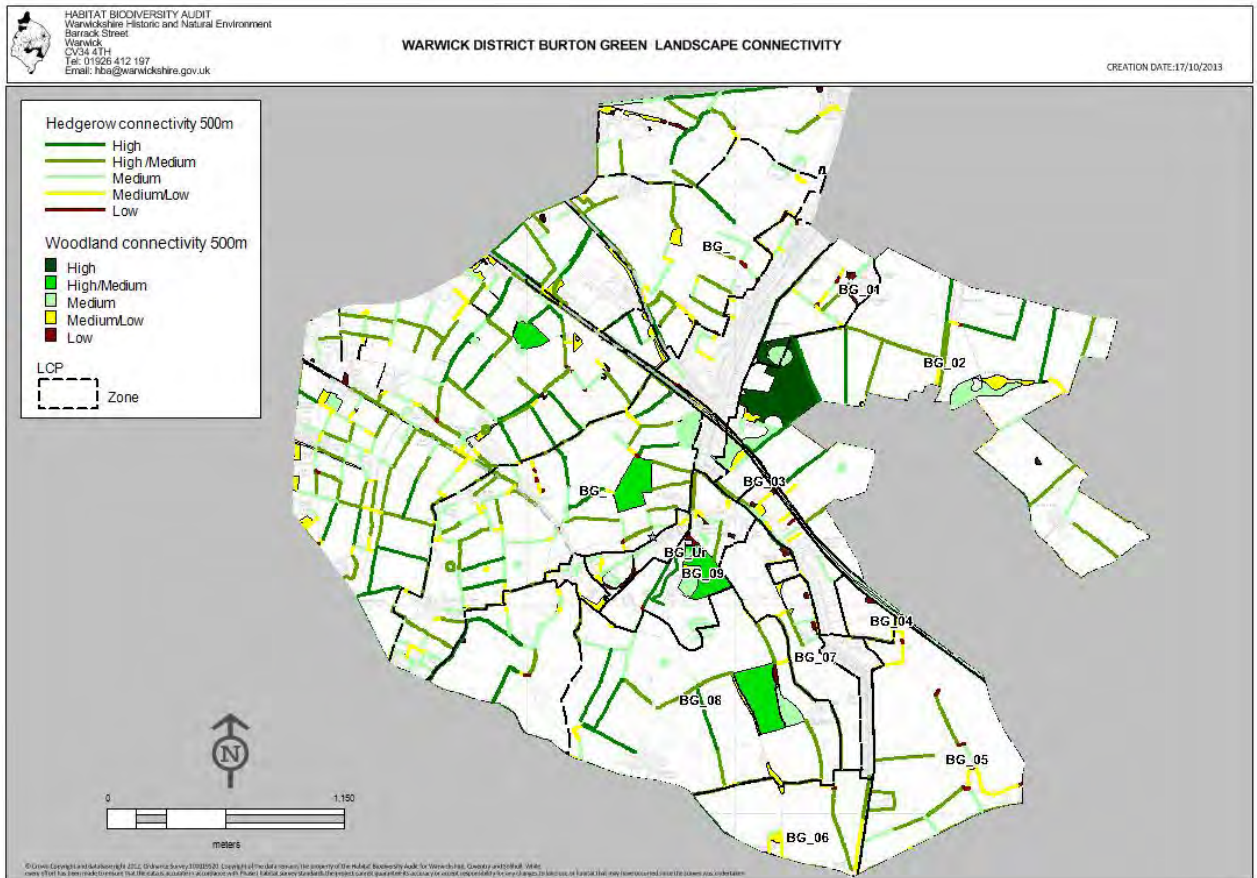 HABITAT BIODIVERSITY AUDIT
Warwickshire Historic and Natural Environment
Barrack Street
Warwick
CV34 4TH
Tel: 01926 412 197
Email: hba@warwickshire.gov.uk
WARWICK DISTRICT BURTON GREEN LANDSCAPE CONNECTIVITY
CREATION DATE:17/10/2013
Hedgerow connectivity 500m
High
High /Medium
Medium
Medium/Low
Low
Woodland connectivity 500m
High
High/Medium
Medium
Medium/Low
Low
LCP
Zone
BG_
BG_01
BG_02
BG_03
BG_
BG_Ur
BG_09
BG_04
BG_07
BG_08
BG_05
BG_06
N
0 1,150
meters